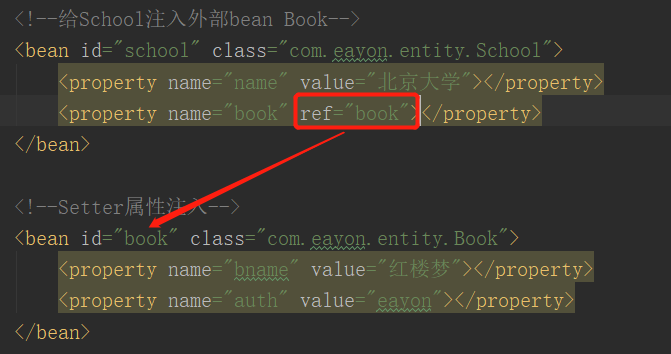 <!--给School注入外部bean Book-->
<bean id="school" class="com.eayon.entity.School">
    <property name="name" value="北京大学"></property>
    <property name="book" ref="book"></property>
</bean>

<!--Setter属性注入-->
<bean id="book" class="com.eayon.entity.Book">
    <property name="bname" value="红楼梦"></property>
    <property name="auth" value="eayon"></property>
</bean>